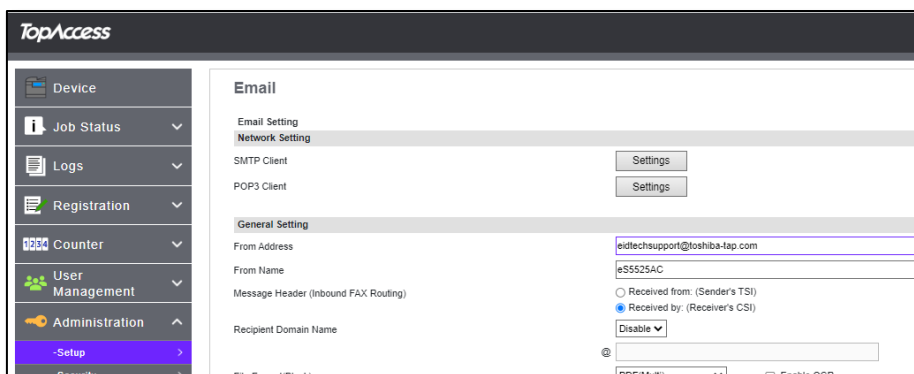 TopAccess
Device
Job Status
Logs
Registration
1234 Counter
User
Management
Administration
-Setup
-Security
Email
Email Setting
Network Setting
SMTP Client Settings
POP3 Client Settings
General Setting
From Address eidtechsupport@toshiba-tap.com
From Name eS5525AC
Message Header (Inbound FAX Routing) Received from: (Sender's TSI)
Received by: (Receiver's CSI)
Recipient Domain Name Disable
@